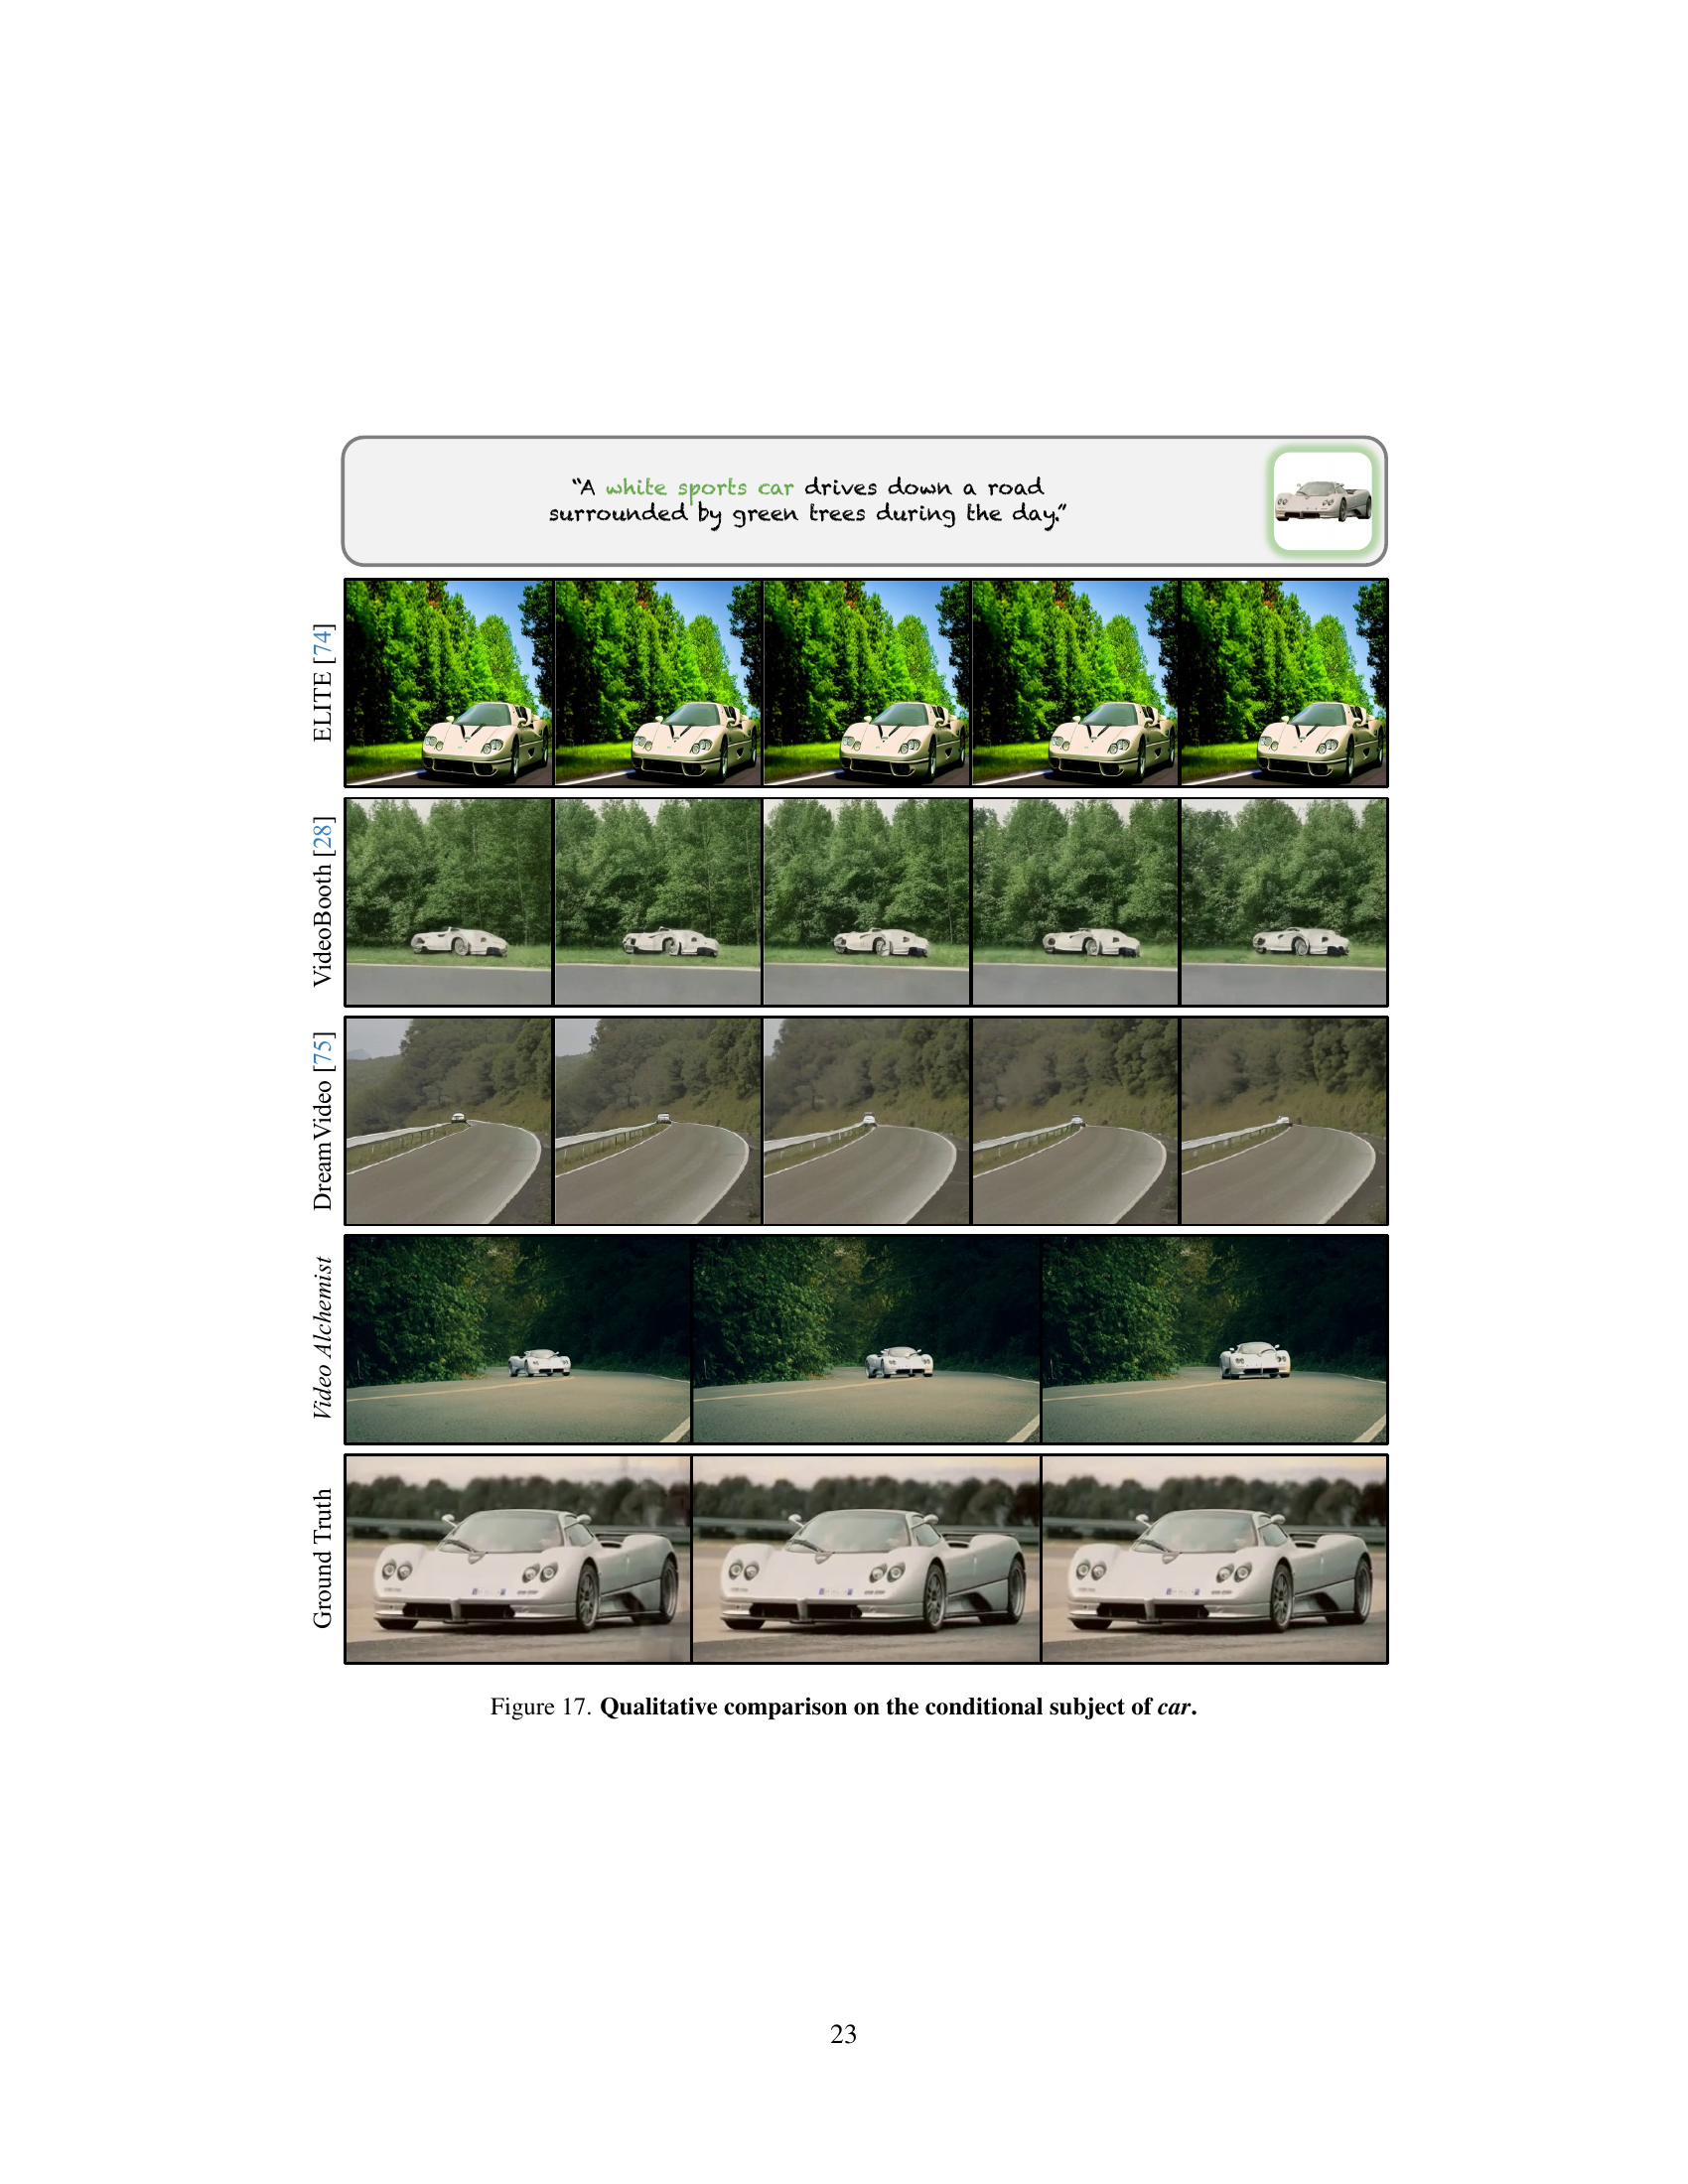 “A white sports car drives down a road
surrounded by green trees during the day.”
ELITE [74]
VideoBooth [28]
DreamVideo [75]
Video Alchemist
Ground Truth
Figure 17. Qualitative comparison on the conditional subject of car.
23